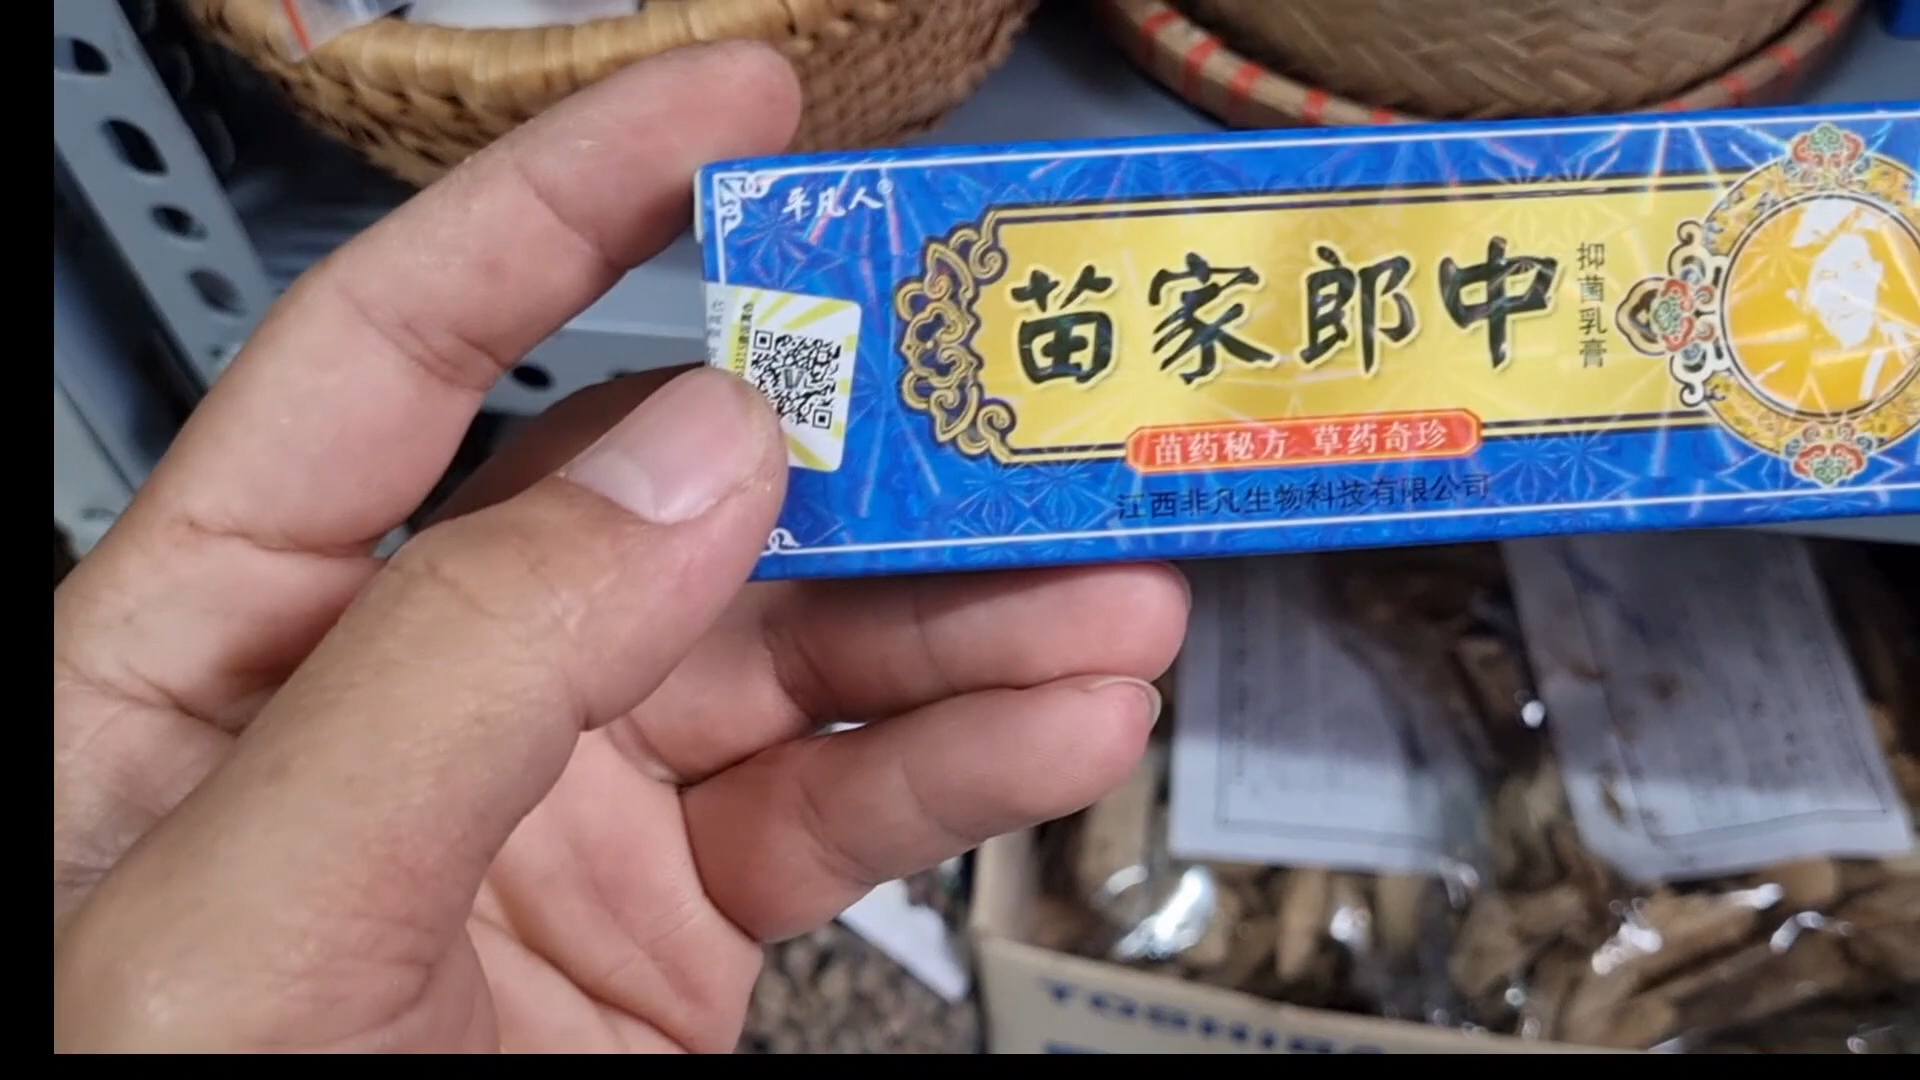 平凡人®
苗家郎中
抑菌乳膏
苗药秘方 草药奇珍
江西非凡生物科技有限公司